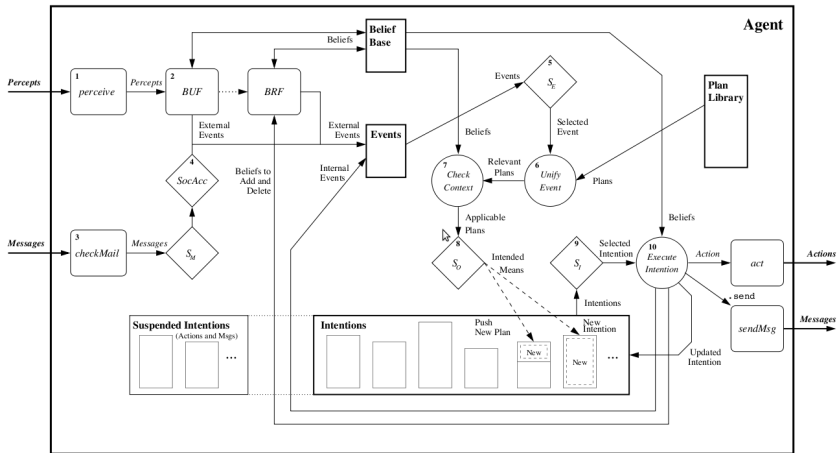 Agent
Belief
Base
Beliefs
5
S_E
Events
Plan
Library
Percepts
1
perceive
Percepts
2
BUF
BRF
External
Events
External
Events
Events
Selected
Event
Beliefs
7
Check
Context
Relevant
Plans
6
Unify
Event
Plans
4
SocAcc
Beliefs to
Add and
Delete
Internal
Events
Applicable
Plans
Beliefs
Messages
3
checkMail
Messages
S_M
8
S_O
Intended
Means
9
S_I
Selected
Intention
10
Execute
Intention
Action
act
Actions
.send
sendMsg
Messages
Intentions
Suspended Intentions
(Actions and Msgs)
...
Intentions
Push
New Plan
New
Intention
New
New
...
Updated
Intention